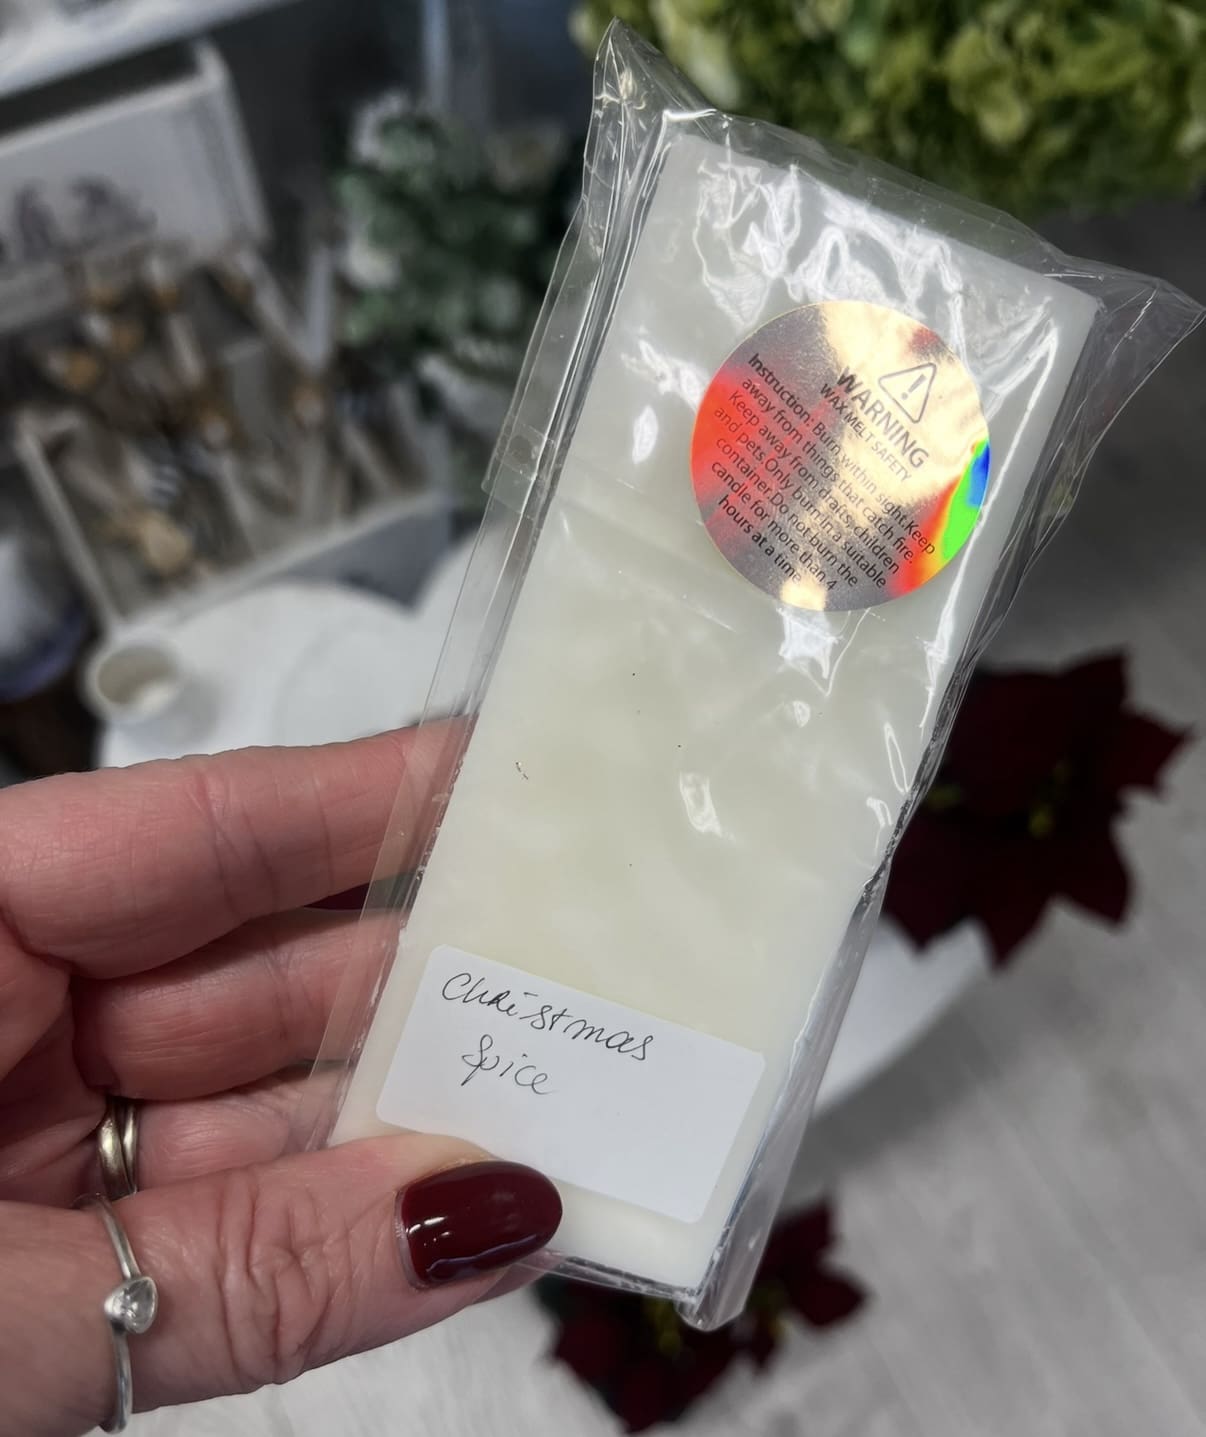 WARNING
WAX MELT SAFETY
Instruction: Burn within sight.Keep
away from things that catch fire.
Keep away from drafts, children
and pets.Only burn in a suitable
container.Do not burn the
candle for more than 4
hours at a time
Christmas
Spice